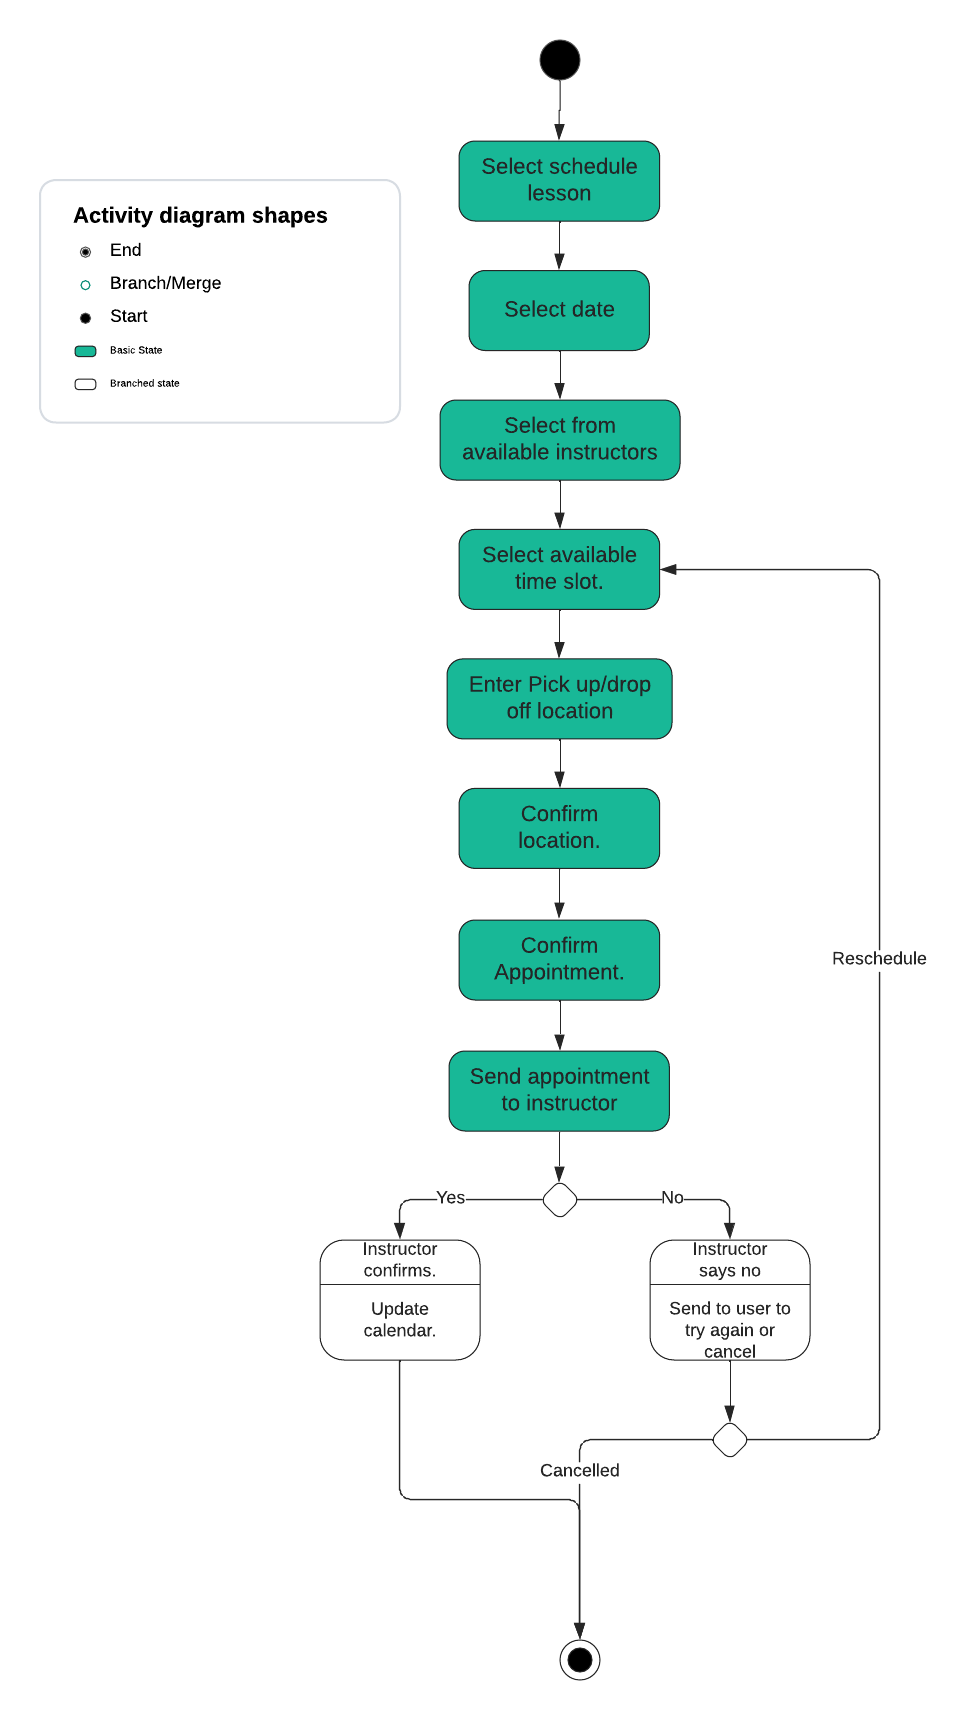 Activity diagram shapes
End
Branch/Merge
Start
Basic State
Branched state
Select schedule
lesson
Select date
Select from
available instructors
Select available
time slot.
Enter Pick up/drop
off location
Confirm
location.
Confirm
Appointment.
Reschedule
Send appointment
to instructor
Yes
No
Instructor
confirms.
Update
calendar.
Instructor
says no
Send to user to
try again or
cancel
Cancelled